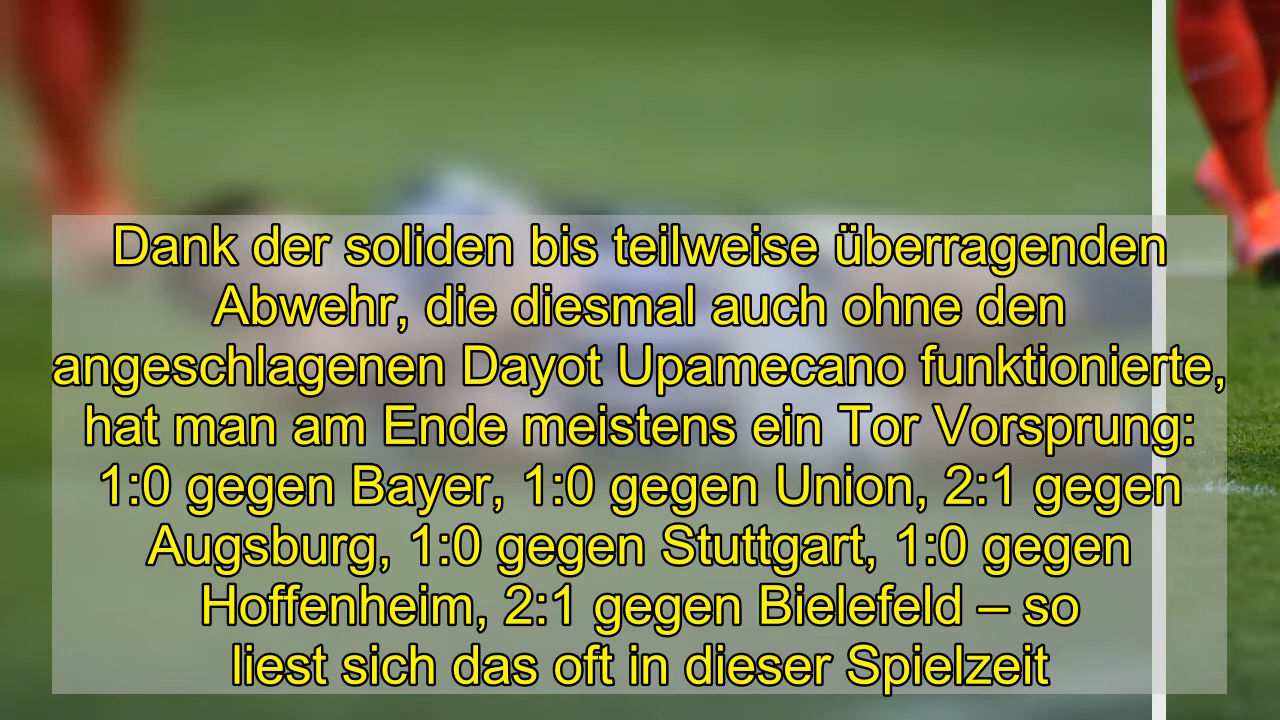 Dank der soliden bis teilweise überragenden
Abwehr, die diesmal auch ohne den
angeschlagenen Dayot Upamecano funktionierte,
hat man am Ende meistens ein Tor Vorsprung:
1:0 gegen Bayer, 1:0 gegen Union, 2:1 gegen
Augsburg, 1:0 gegen Stuttgart, 1:0 gegen
Hoffenheim, 2:1 gegen Bielefeld – so
liest sich das oft in dieser Spielzeit